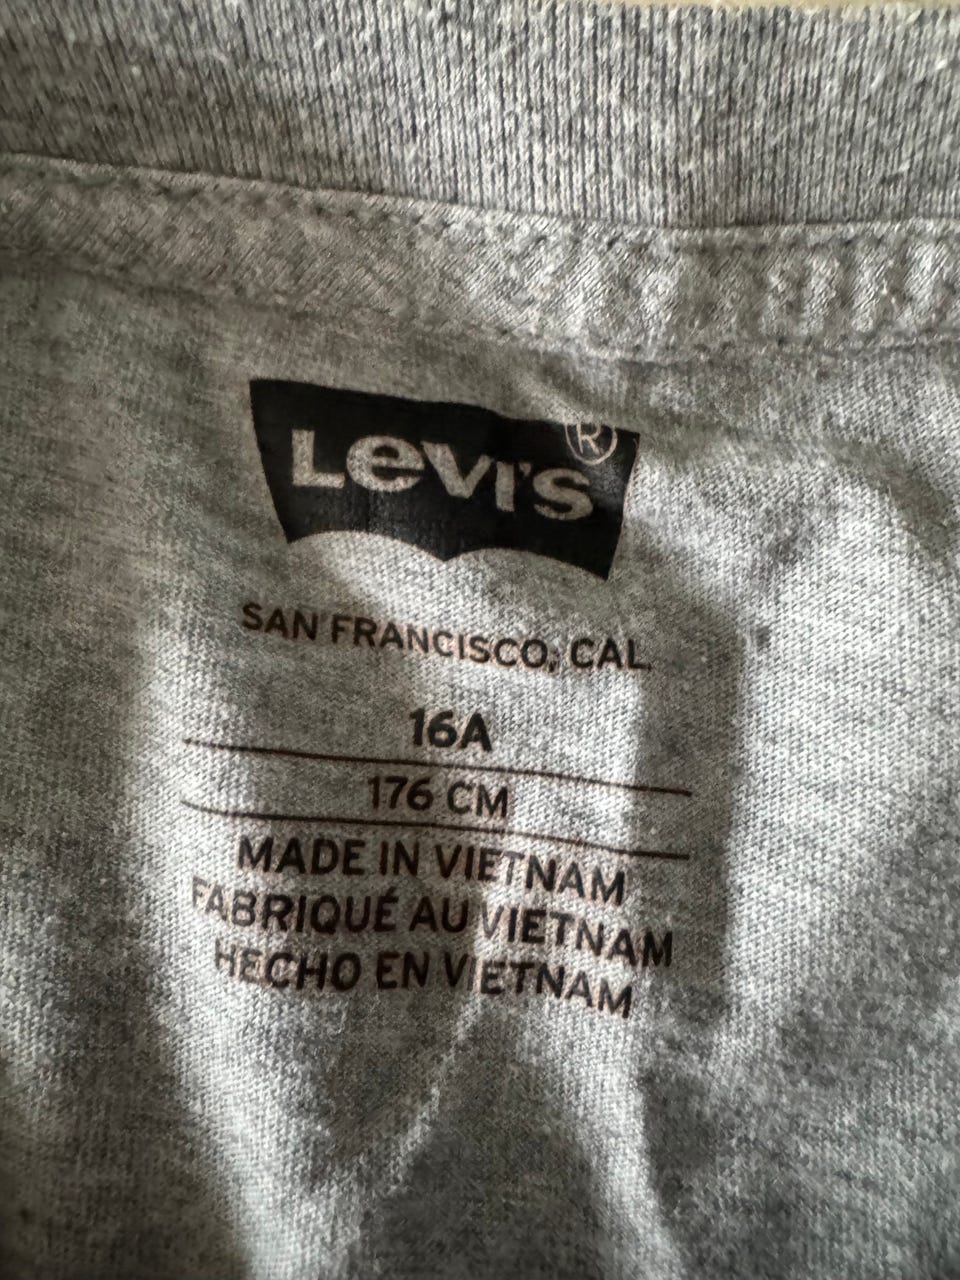 Levi's®
SAN FRANCISCO, CAL.
16A
176 CM
MADE IN VIETNAM
FABRIQUÉ AU VIETNAM
HECHO EN VIETNAM